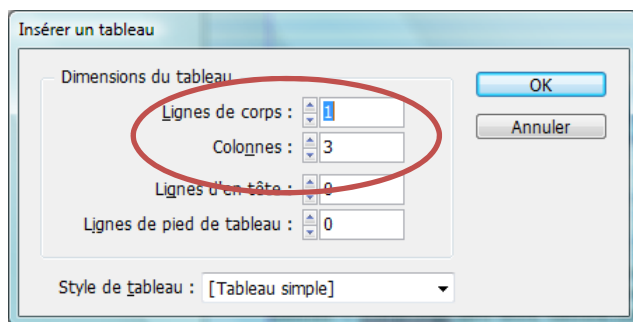 Insérer un tableau
Dimensions du tableau
Lignes de corps : 1
Colonnes : 3
Lignes d'en-tête : 0
Lignes de pied de tableau : 0
Style de tableau : [Tableau simple]
OK
Annuler